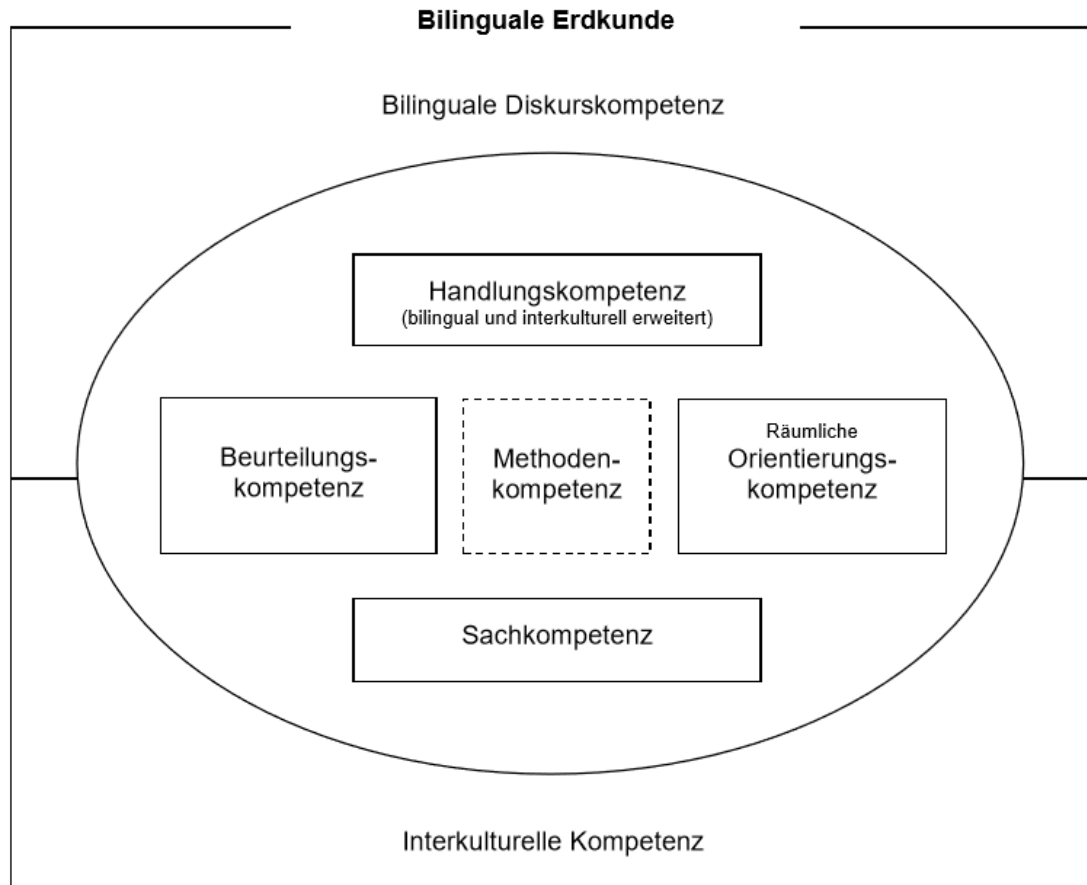 Bilinguale Erdkunde
Bilinguale Diskurskompetenz
Handlungskompetenz
(bilingual und interkulturell erweitert)
Beurteilungs-
kompetenz
Methoden-
kompetenz
Räumliche
Orientierungs-
kompetenz
Sachkompetenz
Interkulturelle Kompetenz